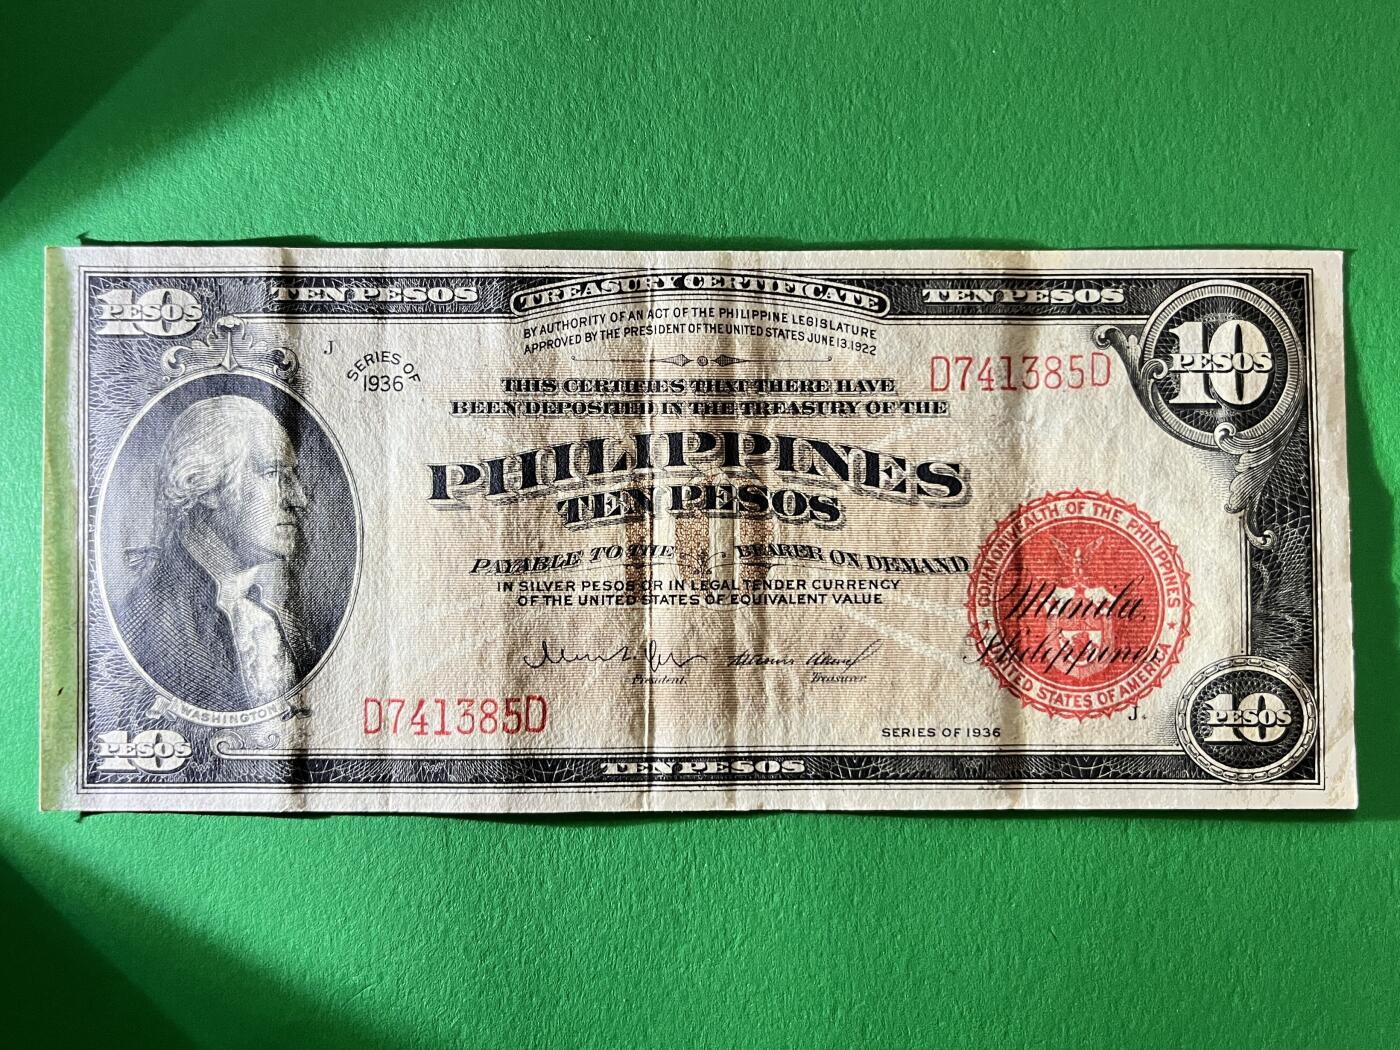 10 PESOS
TEN PESOS
TREASURY CERTIFICATE
TEN PESOS
10 PESOS
BY AUTHORITY OF AN ACT OF THE PHILIPPINE LEGISLATURE
APPROVED BY THE PRESIDENT OF THE UNITED STATES JUNE 13, 1922
J
SERIES OF
1936
D741385D
THIS CERTIFIES THAT THERE HAVE
BEEN DEPOSITED IN THE TREASURY OF THE
PHILIPPINES
TEN PESOS
PAYABLE TO THE BEARER ON DEMAND
IN SILVER PESOS OR IN LEGAL TENDER CURRENCY
OF THE UNITED STATES OF EQUIVALENT VALUE
COMMONWEALTH OF THE PHILIPPINES
UNITED STATES OF AMERICA
Manila,
Philippines
President.
Treasurer.
WASHINGTON
D741385D
J.
SERIES OF 1936
10 PESOS
TEN PESOS
10 PESOS